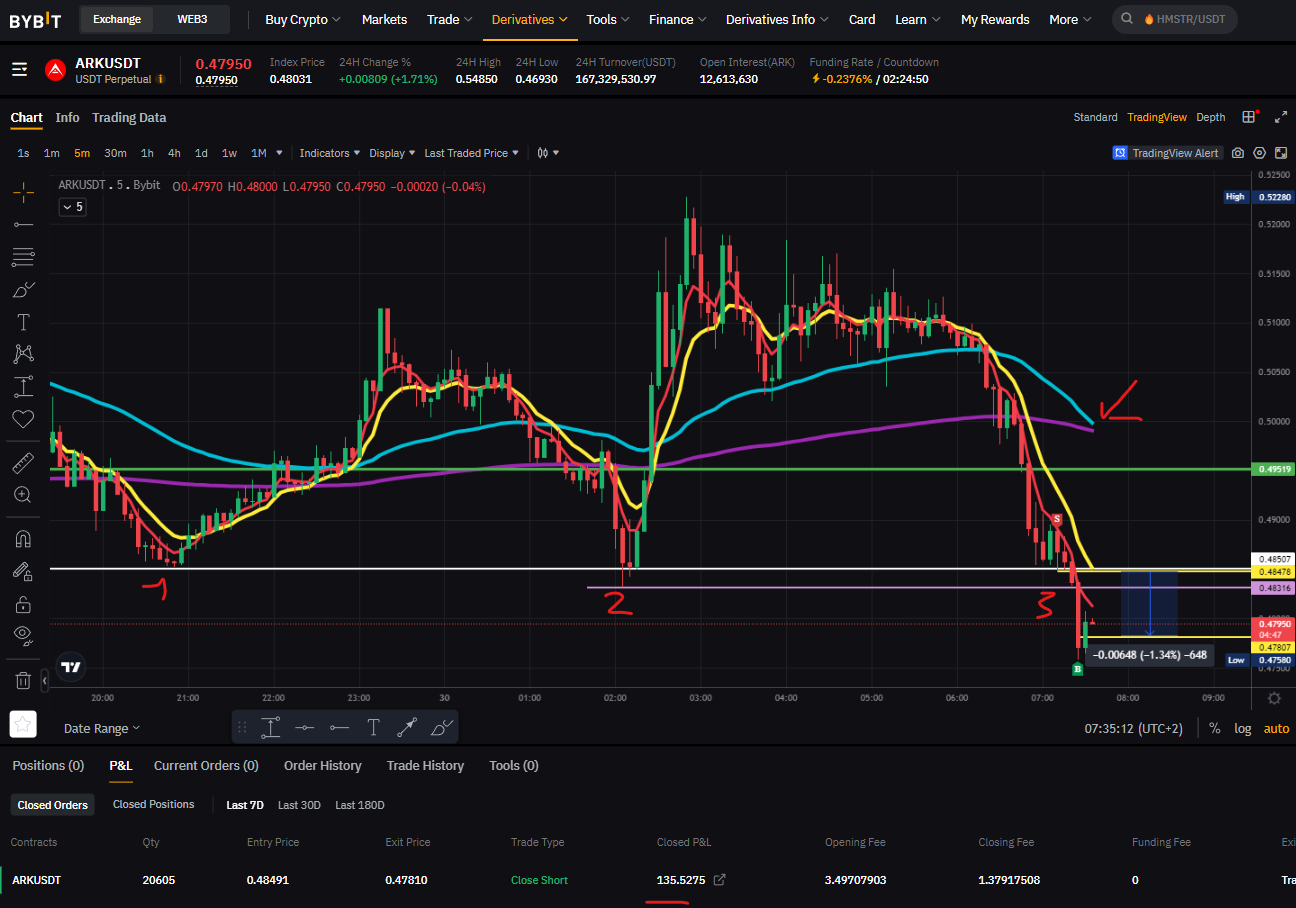 BYBIT Exchange WEB3 Buy Crypto Markets Trade Derivatives Tools Finance Derivatives Info Card Learn My Rewards More HMSTR/USDT
ARKUSDT 0.47950 Index Price 24H Change % 24H High 24H Low 24H Turnover(USDT) Open Interest(ARK) Funding Rate / Countdown
USDT Perpetual 0.47950 0.48031 +0.00809 (+1.71%) 0.54850 0.46930 167,329,530.97 12,613,630 -0.2376% / 02:24:50
Chart Info Trading Data Standard TradingView Depth
1s 1m 5m 30m 1h 4h 1d 1w 1M Indicators Display Last Traded Price TradingView Alert
ARKUSDT . 5 . Bybit O0.47970 H0.48000 L0.47950 C0.47950 −0.00020 (−0.04%)
5
0.52500
High 0.52280
0.52000
0.51500
0.51000
0.50500
0.50000
0.49519
0.49000
S
0.48507
0.48478
0.48316
1
2
3
0.47950
04:47
0.47807
−0.00648 (−1.34%) −648
Low 0.47580
B
0.47500
20:00 21:00 22:00 23:00 30 01:00 02:00 03:00 04:00 05:00 06:00 07:00 08:00 09:00
Date Range T 07:35:12 (UTC+2) % log auto
Positions (0) P&L Current Orders (0) Order History Trade History Tools (0)
Closed Orders Closed Positions Last 7D Last 30D Last 180D
Contracts Qty Entry Price Exit Price Trade Type Closed P&L Opening Fee Closing Fee Funding Fee
ARKUSDT 20605 0.48491 0.47810 Close Short 135.5275 3.49707903 1.37917508 0